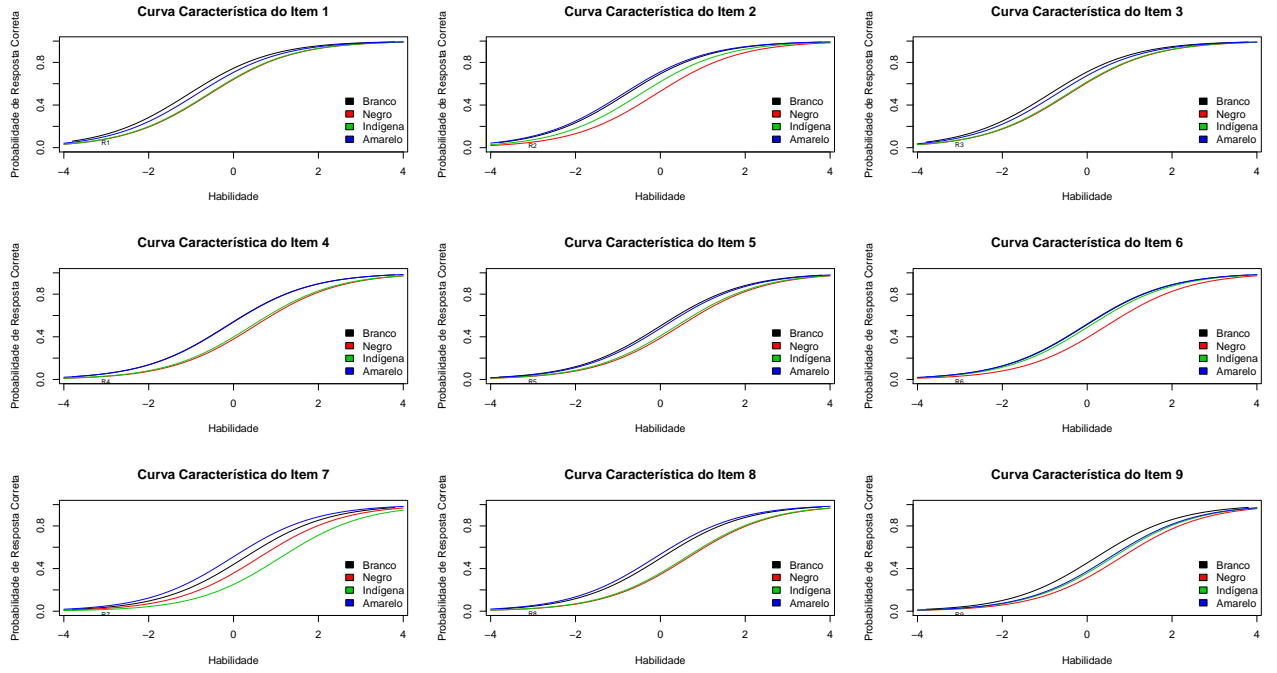 Curva Característica do Item 1
Probabilidade de Resposta Correta
0.0 0.4 0.8
R1
Branco
Negro
Indígena
Amarelo
−4 −2 0 2 4
Habilidade
Curva Característica do Item 2
Probabilidade de Resposta Correta
0.0 0.4 0.8
R2
Branco
Negro
Indígena
Amarelo
−4 −2 0 2 4
Habilidade
Curva Característica do Item 3
Probabilidade de Resposta Correta
0.0 0.4 0.8
R3
Branco
Negro
Indígena
Amarelo
−4 −2 0 2 4
Habilidade
Curva Característica do Item 4
Probabilidade de Resposta Correta
0.0 0.4 0.8
R4
Branco
Negro
Indígena
Amarelo
−4 −2 0 2 4
Habilidade
Curva Característica do Item 5
Probabilidade de Resposta Correta
0.0 0.4 0.8
R5
Branco
Negro
Indígena
Amarelo
−4 −2 0 2 4
Habilidade
Curva Característica do Item 6
Probabilidade de Resposta Correta
0.0 0.4 0.8
R6
Branco
Negro
Indígena
Amarelo
−4 −2 0 2 4
Habilidade
Curva Característica do Item 7
Probabilidade de Resposta Correta
0.0 0.4 0.8
R7
Branco
Negro
Indígena
Amarelo
−4 −2 0 2 4
Habilidade
Curva Característica do Item 8
Probabilidade de Resposta Correta
0.0 0.4 0.8
R8
Branco
Negro
Indígena
Amarelo
−4 −2 0 2 4
Habilidade
Curva Característica do Item 9
Probabilidade de Resposta Correta
0.0 0.4 0.8
R9
Branco
Negro
Indígena
Amarelo
−4 −2 0 2 4
Habilidade